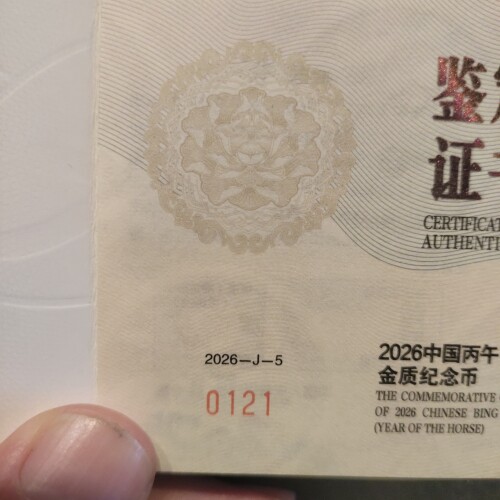 鉴
证
CERTIFICAT
AUTHENTI
2026—J—5
0121
2026中国丙午
金质纪念币
THE COMMEMORATIVE
OF 2026 CHINESE BING
(YEAR OF THE HORSE)